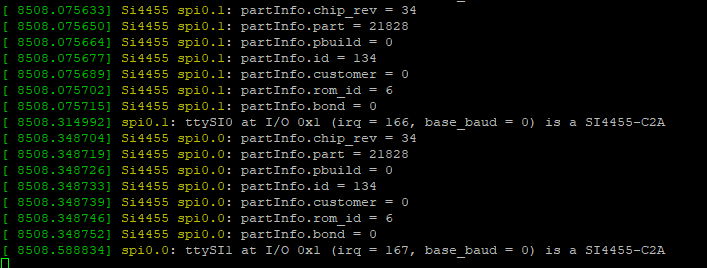 [ 8508.075633] Si4455 spi0.1: partInfo.chip_rev = 34
[ 8508.075650] Si4455 spi0.1: partInfo.part = 21828
[ 8508.075664] Si4455 spi0.1: partInfo.pbuild = 0
[ 8508.075677] Si4455 spi0.1: partInfo.id = 134
[ 8508.075689] Si4455 spi0.1: partInfo.customer = 0
[ 8508.075702] Si4455 spi0.1: partInfo.rom_id = 6
[ 8508.075715] Si4455 spi0.1: partInfo.bond = 0
[ 8508.314992] spi0.1: ttySI0 at I/O 0x1 (irq = 166, base_baud = 0) is a SI4455-C2A
[ 8508.348704] Si4455 spi0.0: partInfo.chip_rev = 34
[ 8508.348719] Si4455 spi0.0: partInfo.part = 21828
[ 8508.348726] Si4455 spi0.0: partInfo.pbuild = 0
[ 8508.348733] Si4455 spi0.0: partInfo.id = 134
[ 8508.348739] Si4455 spi0.0: partInfo.customer = 0
[ 8508.348746] Si4455 spi0.0: partInfo.rom_id = 6
[ 8508.348752] Si4455 spi0.0: partInfo.bond = 0
[ 8508.588834] spi0.0: ttySI1 at I/O 0x1 (irq = 167, base_baud = 0) is a SI4455-C2A